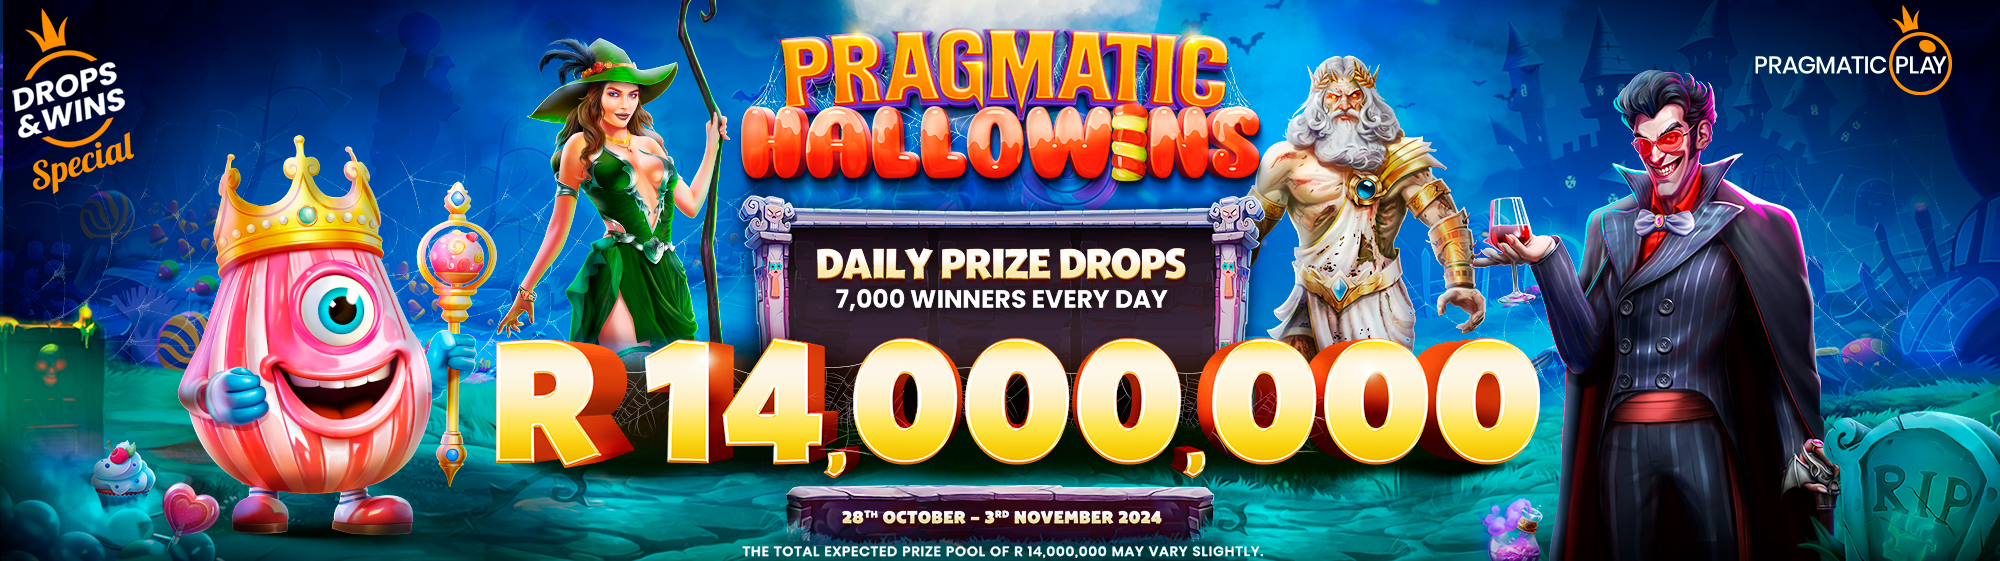 DROPS
&WINS
Special
PRAGMATIC
HALLOWINS
PRAGMATIC PLAY
DAILY PRIZE DROPS
7,000 WINNERS EVERY DAY
R 14,000,000
28TH OCTOBER – 3RD NOVEMBER 2024
THE TOTAL EXPECTED PRIZE POOL OF R 14,000,000 MAY VARY SLIGHTLY.
RIP